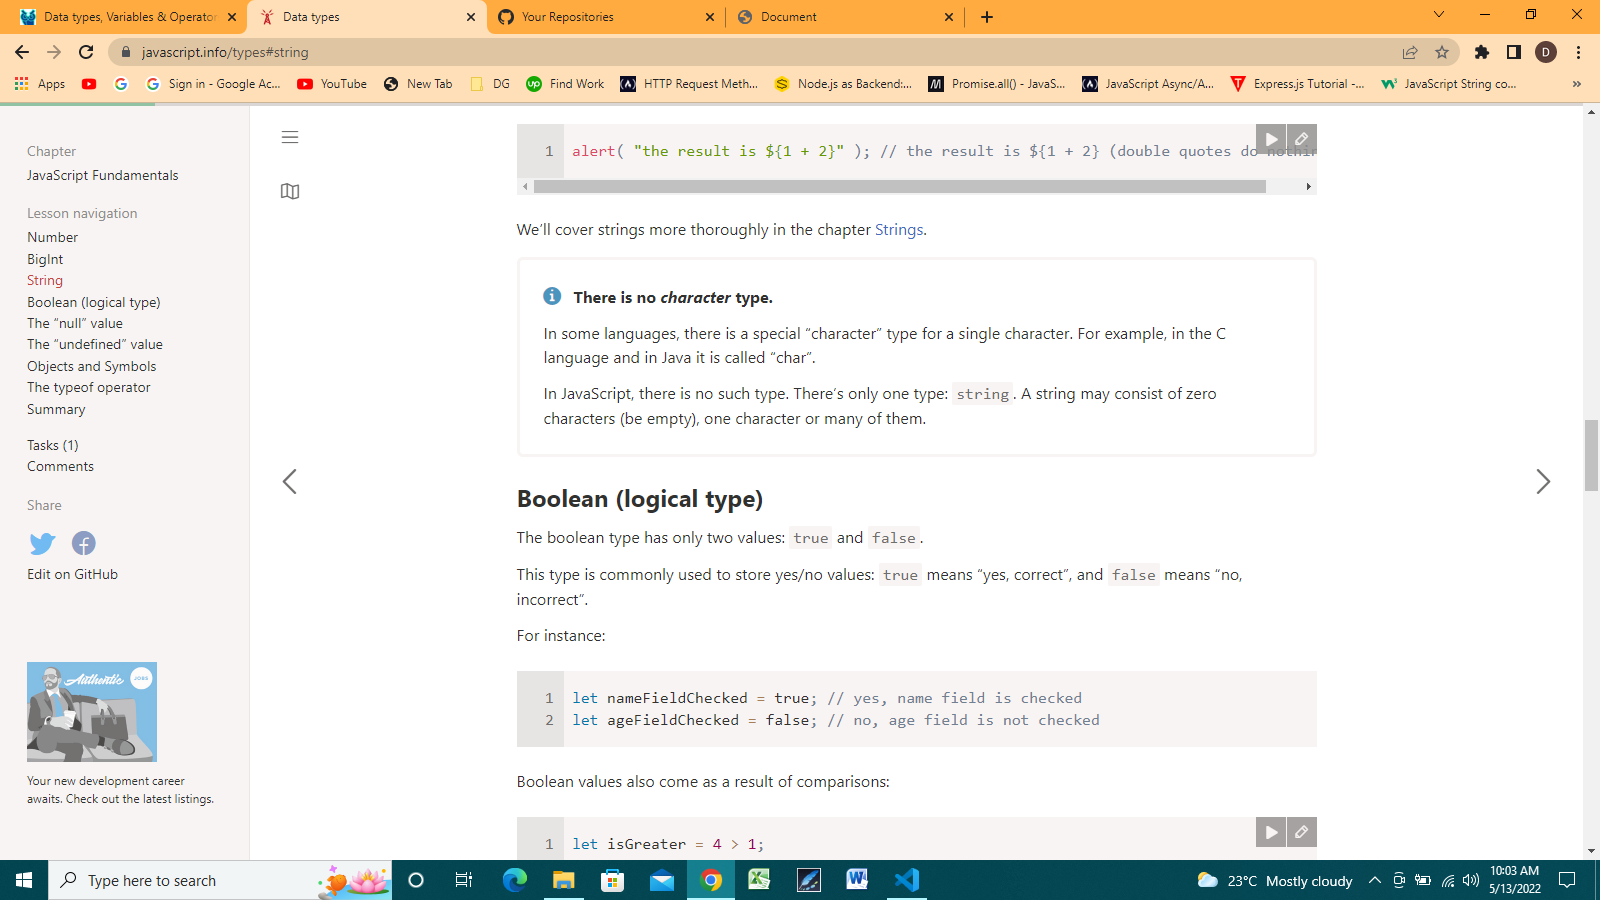 Data types, Variables & Operator
Data types
Your Repositories
Document
javascript.info/types#string
D
Apps
Sign in - Google Ac...
YouTube
New Tab
DG
Find Work
HTTP Request Meth...
Node.js as Backend:...
Promise.all() - JavaS...
JavaScript Async/A...
Express.js Tutorial -...
JavaScript String co...
»
Chapter
JavaScript Fundamentals
Lesson navigation
Number
BigInt
String
Boolean (logical type)
The “null” value
The “undefined” value
Objects and Symbols
The typeof operator
Summary
Tasks (1)
Comments
Share
Edit on GitHub
Authentic JOBS
Your new development career
awaits. Check out the latest listings.
1 alert( "the result is ${1 + 2}" ); // the result is ${1 + 2} (double quotes do nothin
We’ll cover strings more thoroughly in the chapter Strings.
There is no character type.
In some languages, there is a special “character” type for a single character. For example, in the C
language and in Java it is called “char”.
In JavaScript, there is no such type. There’s only one type: string. A string may consist of zero
characters (be empty), one character or many of them.
Boolean (logical type)
The boolean type has only two values: true and false.
This type is commonly used to store yes/no values: true means “yes, correct”, and false means “no,
incorrect”.
For instance:
1 let nameFieldChecked = true; // yes, name field is checked
2 let ageFieldChecked = false; // no, age field is not checked
Boolean values also come as a result of comparisons:
1 let isGreater = 4 > 1;
Type here to search
23°C Mostly cloudy
10:03 AM
5/13/2022